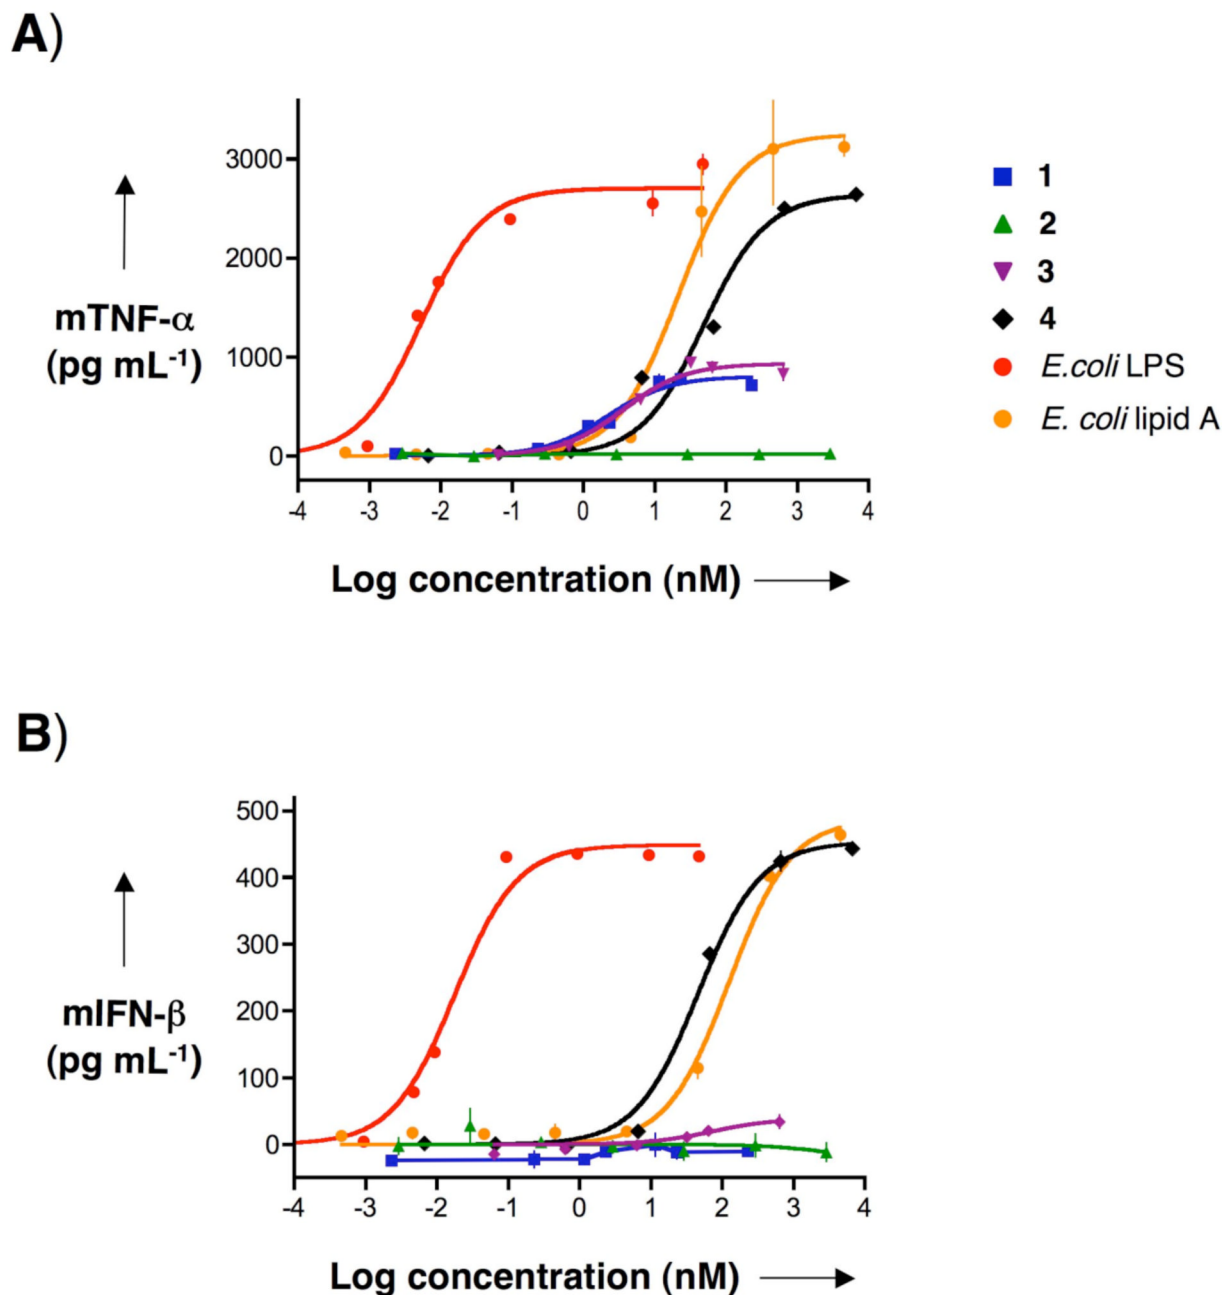 A)
3000
2000
1000
0
-4 -3 -2 -1 0 1 2 3 4
mTNF-α
(pg mL-1)
Log concentration (nM)
1
2
3
4
E.coli LPS
E. coli lipid A
B)
500
400
300
200
100
0
-4 -3 -2 -1 0 1 2 3 4
mIFN-β
(pg mL-1)
Log concentration (nM)